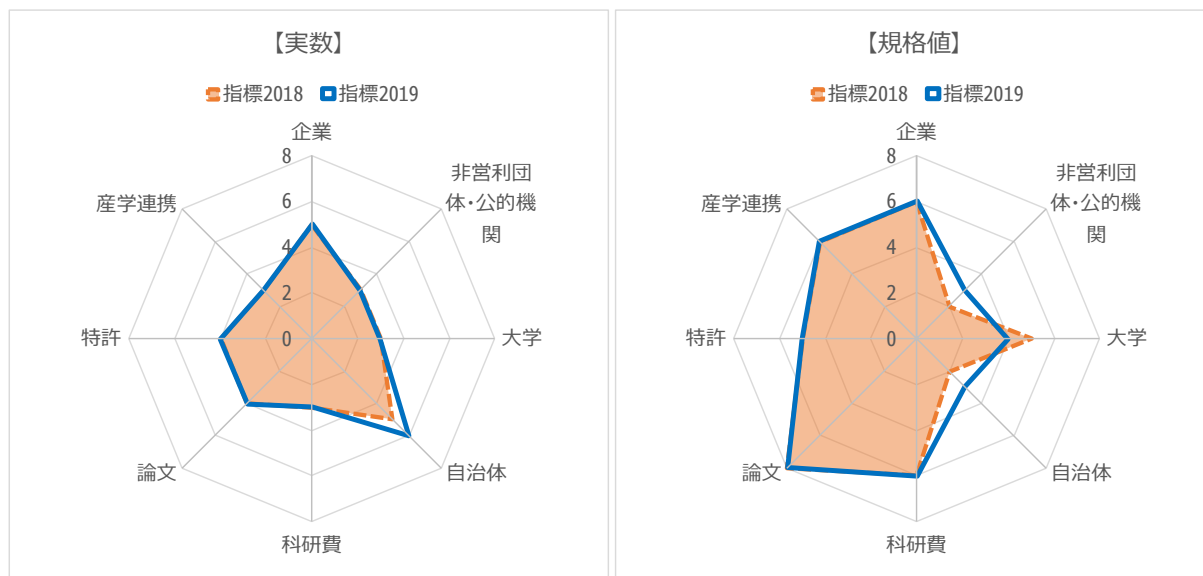 【実数】
指標2018 指標2019
企業
8
非営利団
体・公的機
関
産学連携
6
4
2
特許
0
大学
論文
自治体
科研費
【規格値】
指標2018 指標2019
企業
8
非営利団
体・公的機
関
産学連携
6
4
2
特許
0
大学
論文
自治体
科研費